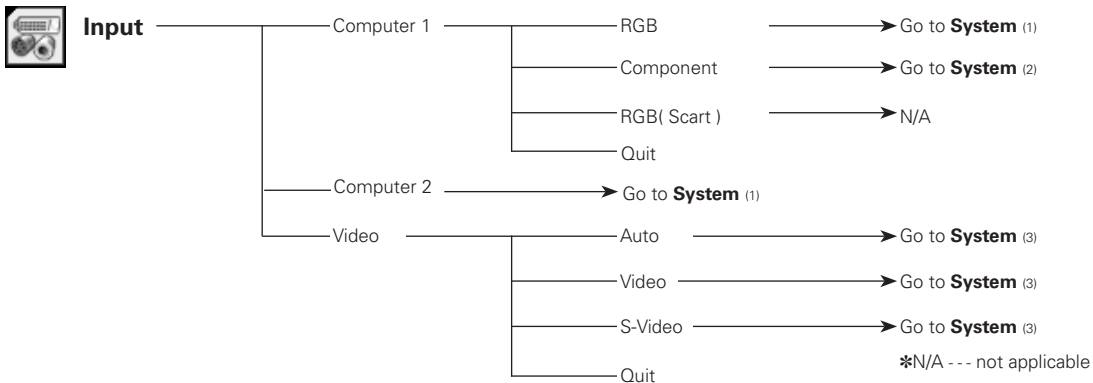 Input Computer 1 RGB Go to System (1)
Component Go to System (2)
RGB( Scart ) N/A
Quit
Computer 2 Go to System (1)
Video Auto Go to System (3)
Video Go to System (3)
S-Video Go to System (3)
✽N/A - - - not applicable
Quit